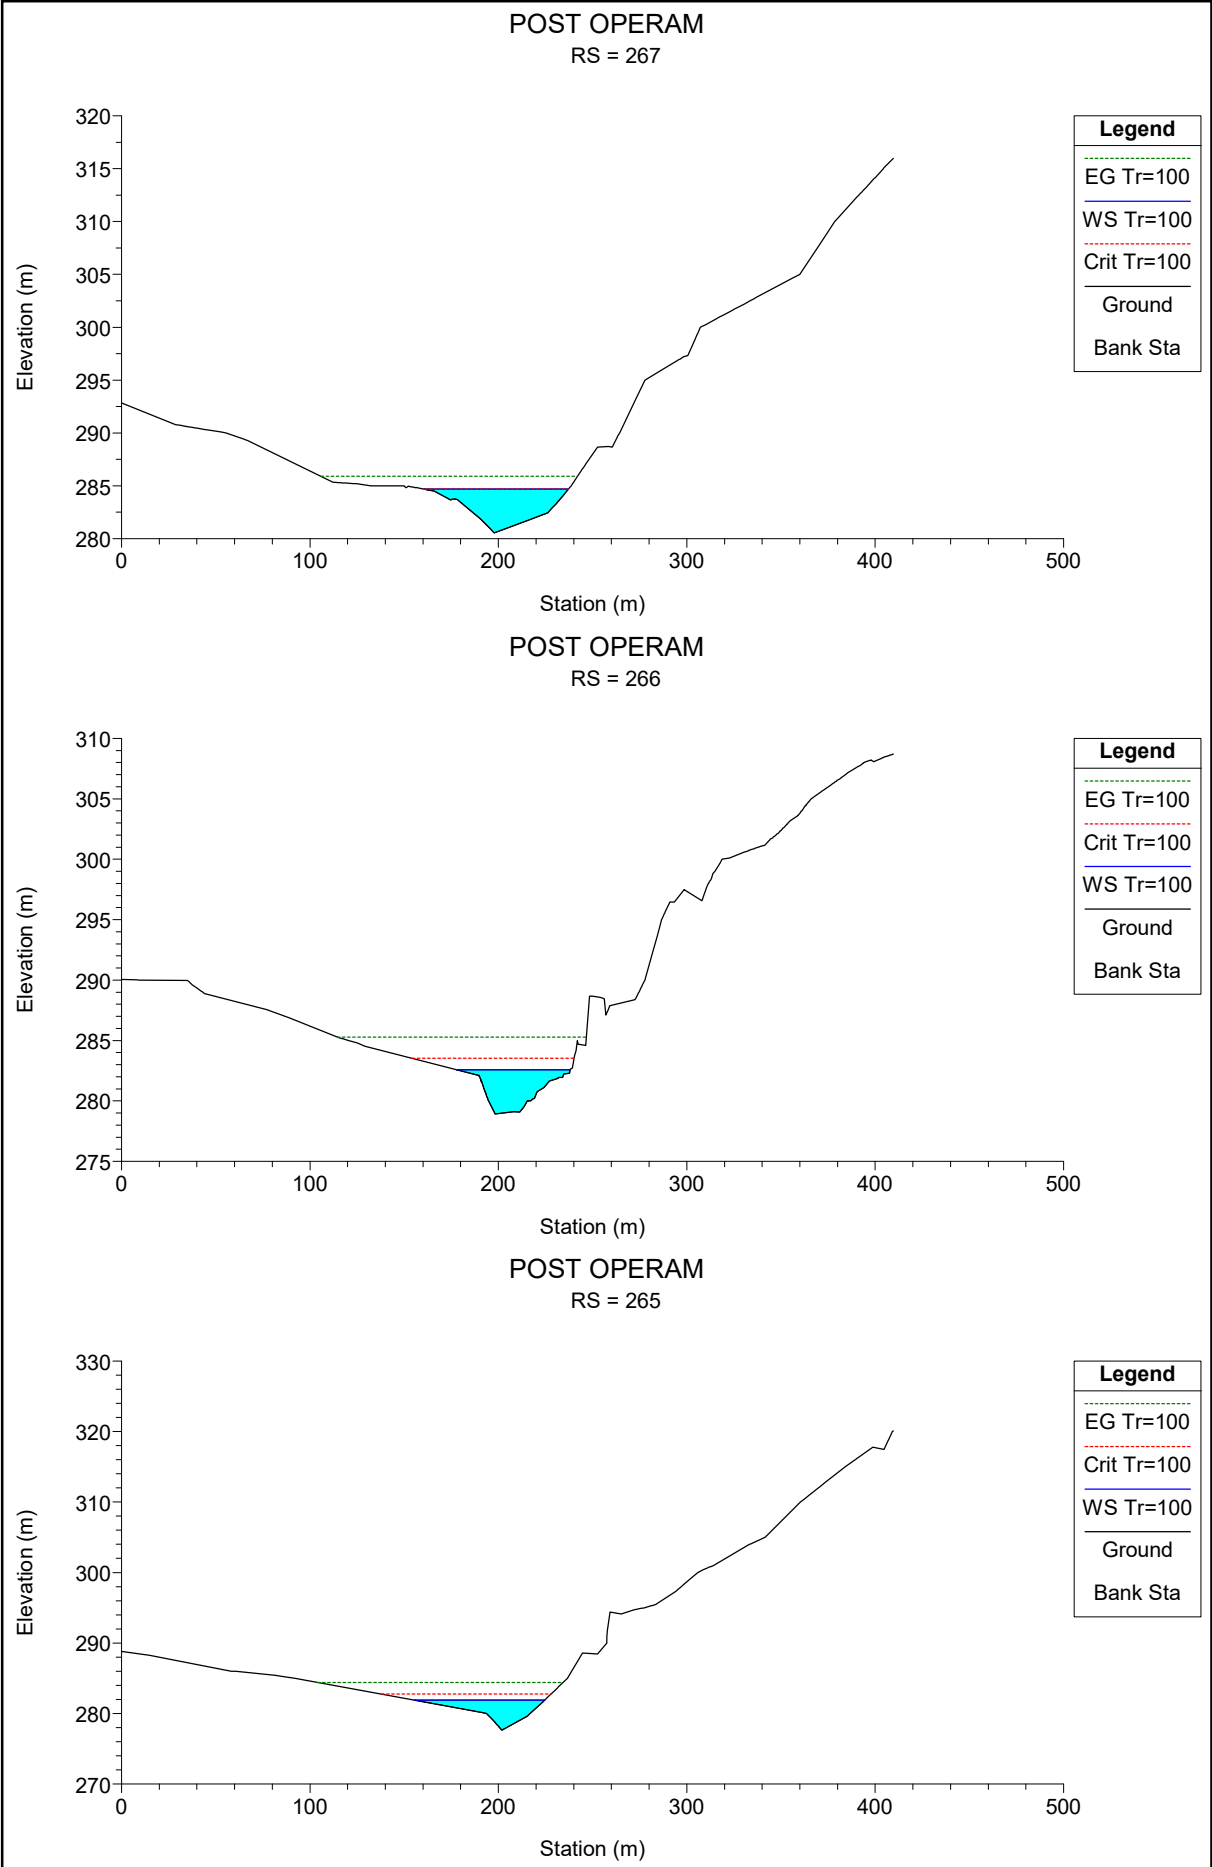 POST OPERAM
RS = 267
320
315
310
305
300
295
290
285
280
Elevation (m)
0 100 200 300 400 500
Station (m)
Legend
EG Tr=100
WS Tr=100
Crit Tr=100
Ground
Bank Sta
POST OPERAM
RS = 266
310
305
300
295
290
285
280
275
Elevation (m)
0 100 200 300 400 500
Station (m)
Legend
EG Tr=100
Crit Tr=100
WS Tr=100
Ground
Bank Sta
POST OPERAM
RS = 265
330
320
310
300
290
280
270
Elevation (m)
0 100 200 300 400 500
Station (m)
Legend
EG Tr=100
Crit Tr=100
WS Tr=100
Ground
Bank Sta